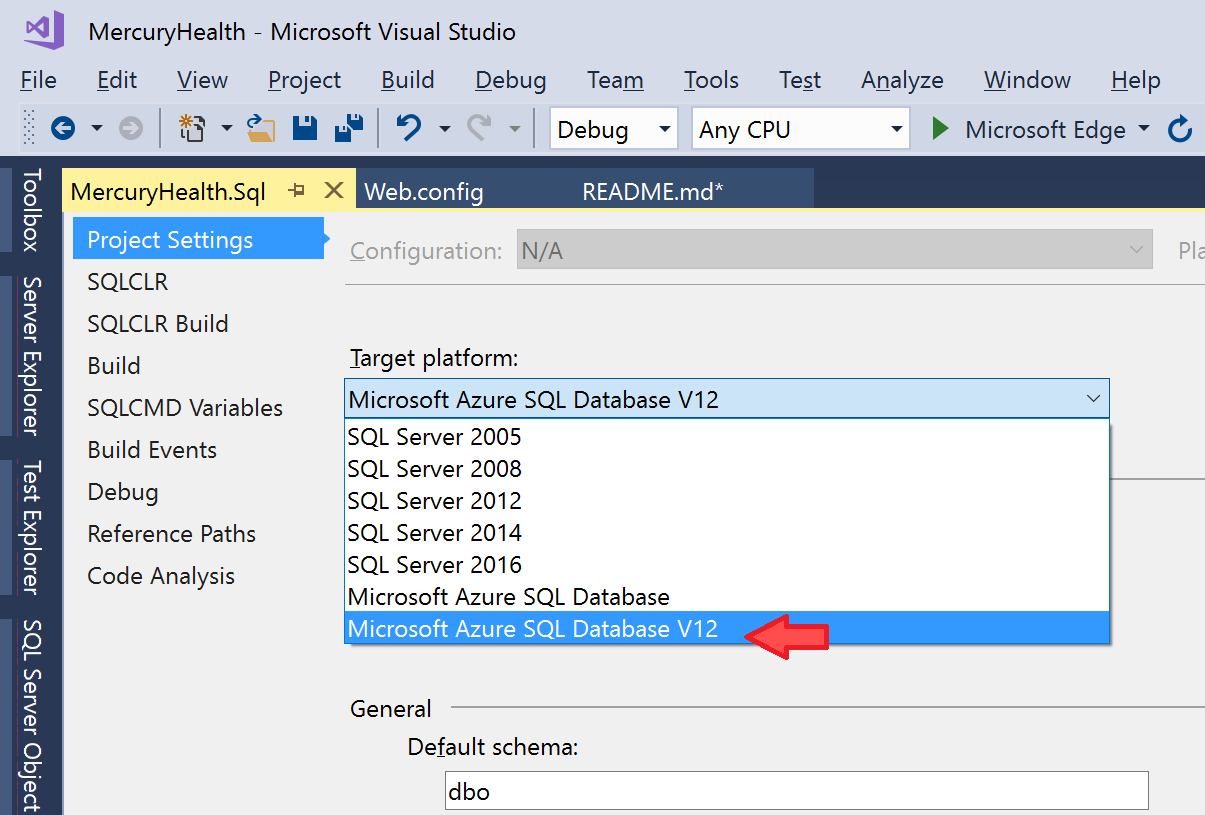 MercuryHealth - Microsoft Visual Studio
File Edit View Project Build Debug Team Tools Test Analyze Window Help
Debug Any CPU Microsoft Edge
MercuryHealth.Sql Web.config README.md*
Toolbox
Server Explorer
Test Explorer
SQL Server Object
Project Settings
SQLCLR
SQLCLR Build
Build
SQLCMD Variables
Build Events
Debug
Reference Paths
Code Analysis
Configuration: N/A Pla
Target platform:
Microsoft Azure SQL Database V12
SQL Server 2005
SQL Server 2008
SQL Server 2012
SQL Server 2014
SQL Server 2016
Microsoft Azure SQL Database
Microsoft Azure SQL Database V12
General
Default schema:
dbo